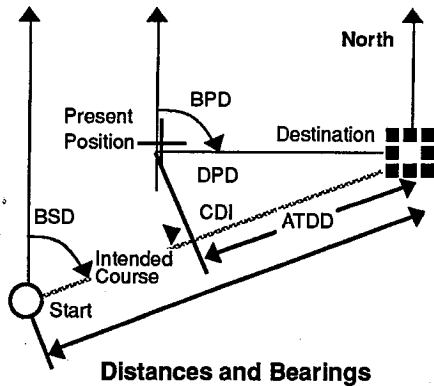 North
Present
Position
BPD
Destination
DPD
BSD
CDI
ATDD
Intended
Course
Start
Distances and Bearings